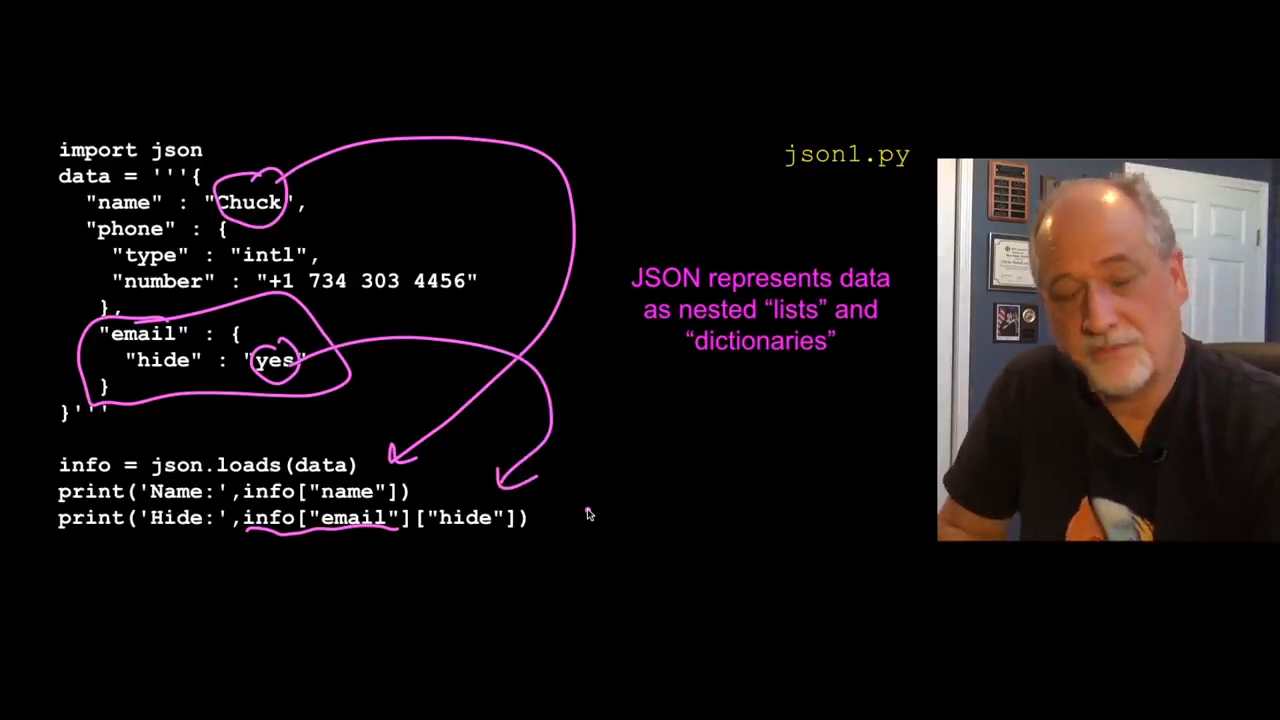 import json
data = '''{
"name" : "Chuck",
"phone" : {
"type" : "intl",
"number" : "+1 734 303 4456"
},
"email" : {
"hide" : "yes"
}
}'''
info = json.loads(data)
print('Name:',info["name"])
print('Hide:',info["email"]["hide"])
json1.py
JSON represents data
as nested “lists” and
“dictionaries”